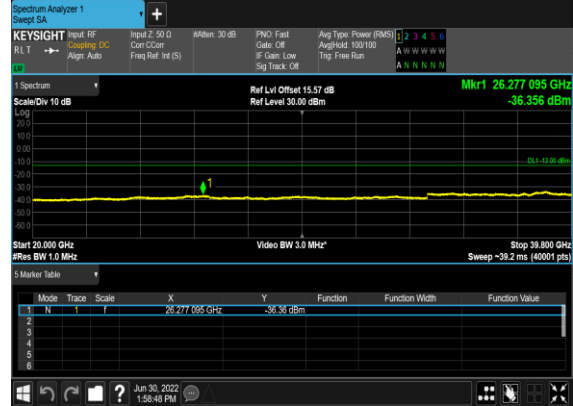 Spectrum Analyzer 1
Swept SA
+
KEYSIGHT Input: RF Input Z: 50 Ω #Atten: 30 dB PNO: Fast Avg Type: Power (RMS) 1 2 3 4 5 6
RLT Coupling: DC Corr CCorr Gate: Off Avg|Hold: 100/100 A W W W W W
Align: Auto Freq Ref: Int (S) IF Gain: Low Trig: Free Run
Sig Track: Off A N N N N N
1 Spectrum
Ref Lvl Offset 15.57 dB Mkr1 26.277 095 GHz
Scale/Div 10 dB Ref Level 30.00 dBm -36.356 dBm
Log
20.0
10.0
0.00
-10.0
DL1 -13.00 dBm
-20.0
-30.0
1
-40.0
-50.0
-60.0
Start 20.000 GHz Video BW 3.0 MHz* Stop 39.800 GHz
#Res BW 1.0 MHz Sweep ~39.2 ms (40001 pts)
5 Marker Table
Mode Trace Scale X Y Function Function Width Function Value
1 N 1 f 26.277 095 GHz -36.36 dBm
2
3
4
5
6
? Jun 30, 2022
1:58:48 PM